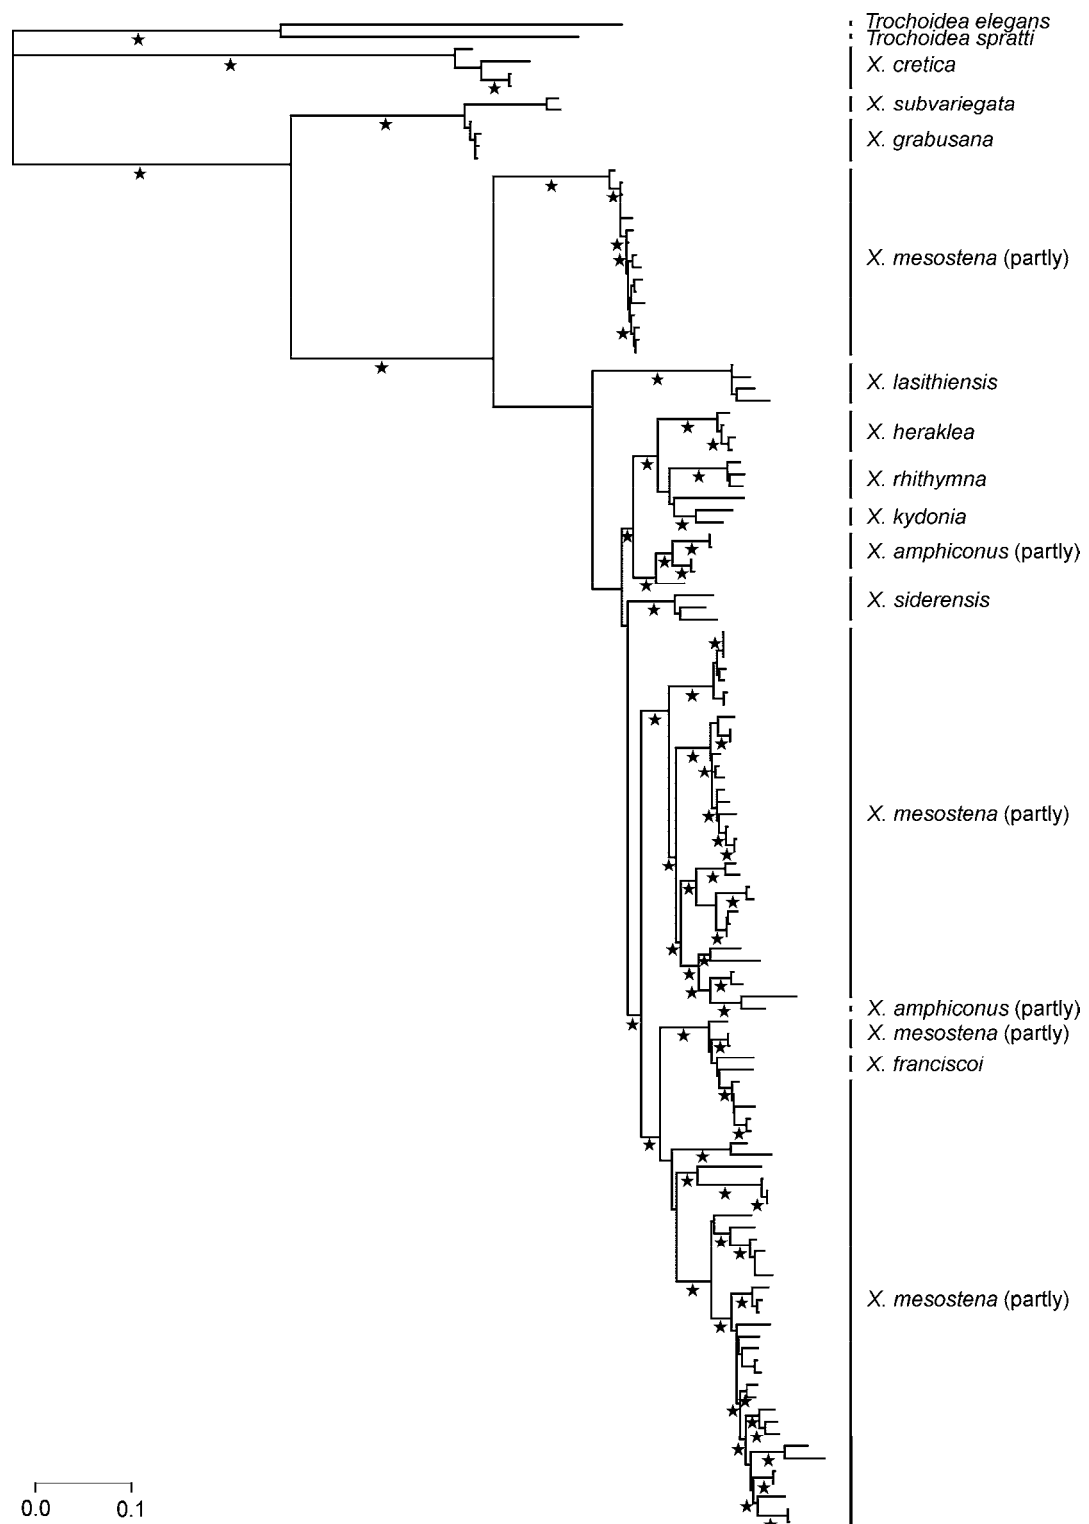 Trochoidea elegans
Trochoidea spratti
X. cretica
X. subvariegata
X. grabusana
X. mesostena (partly)
X. lasithiensis
X. heraklea
X. rhithymna
X. kydonia
X. amphiconus (partly)
X. siderensis
X. mesostena (partly)
X. amphiconus (partly)
X. mesostena (partly)
X. franciscoi
X. mesostena (partly)
0.0 0.1